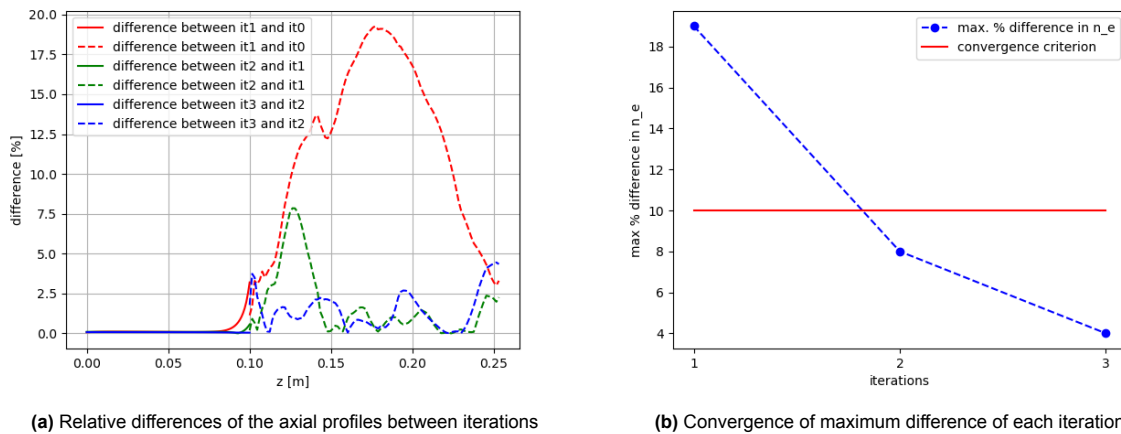 20.0
17.5
15.0
12.5
10.0
7.5
5.0
2.5
0.0
difference [%]
difference between it1 and it0
difference between it1 and it0
difference between it2 and it1
difference between it2 and it1
difference between it3 and it2
difference between it3 and it2
0.00 0.05 0.10 0.15 0.20 0.25
z [m]
(a) Relative differences of the axial profiles between iterations
18
16
14
12
10
8
6
4
max % difference in n_e
max. % difference in n_e
convergence criterion
1 2 3
iterations
(b) Convergence of maximum difference of each iteration